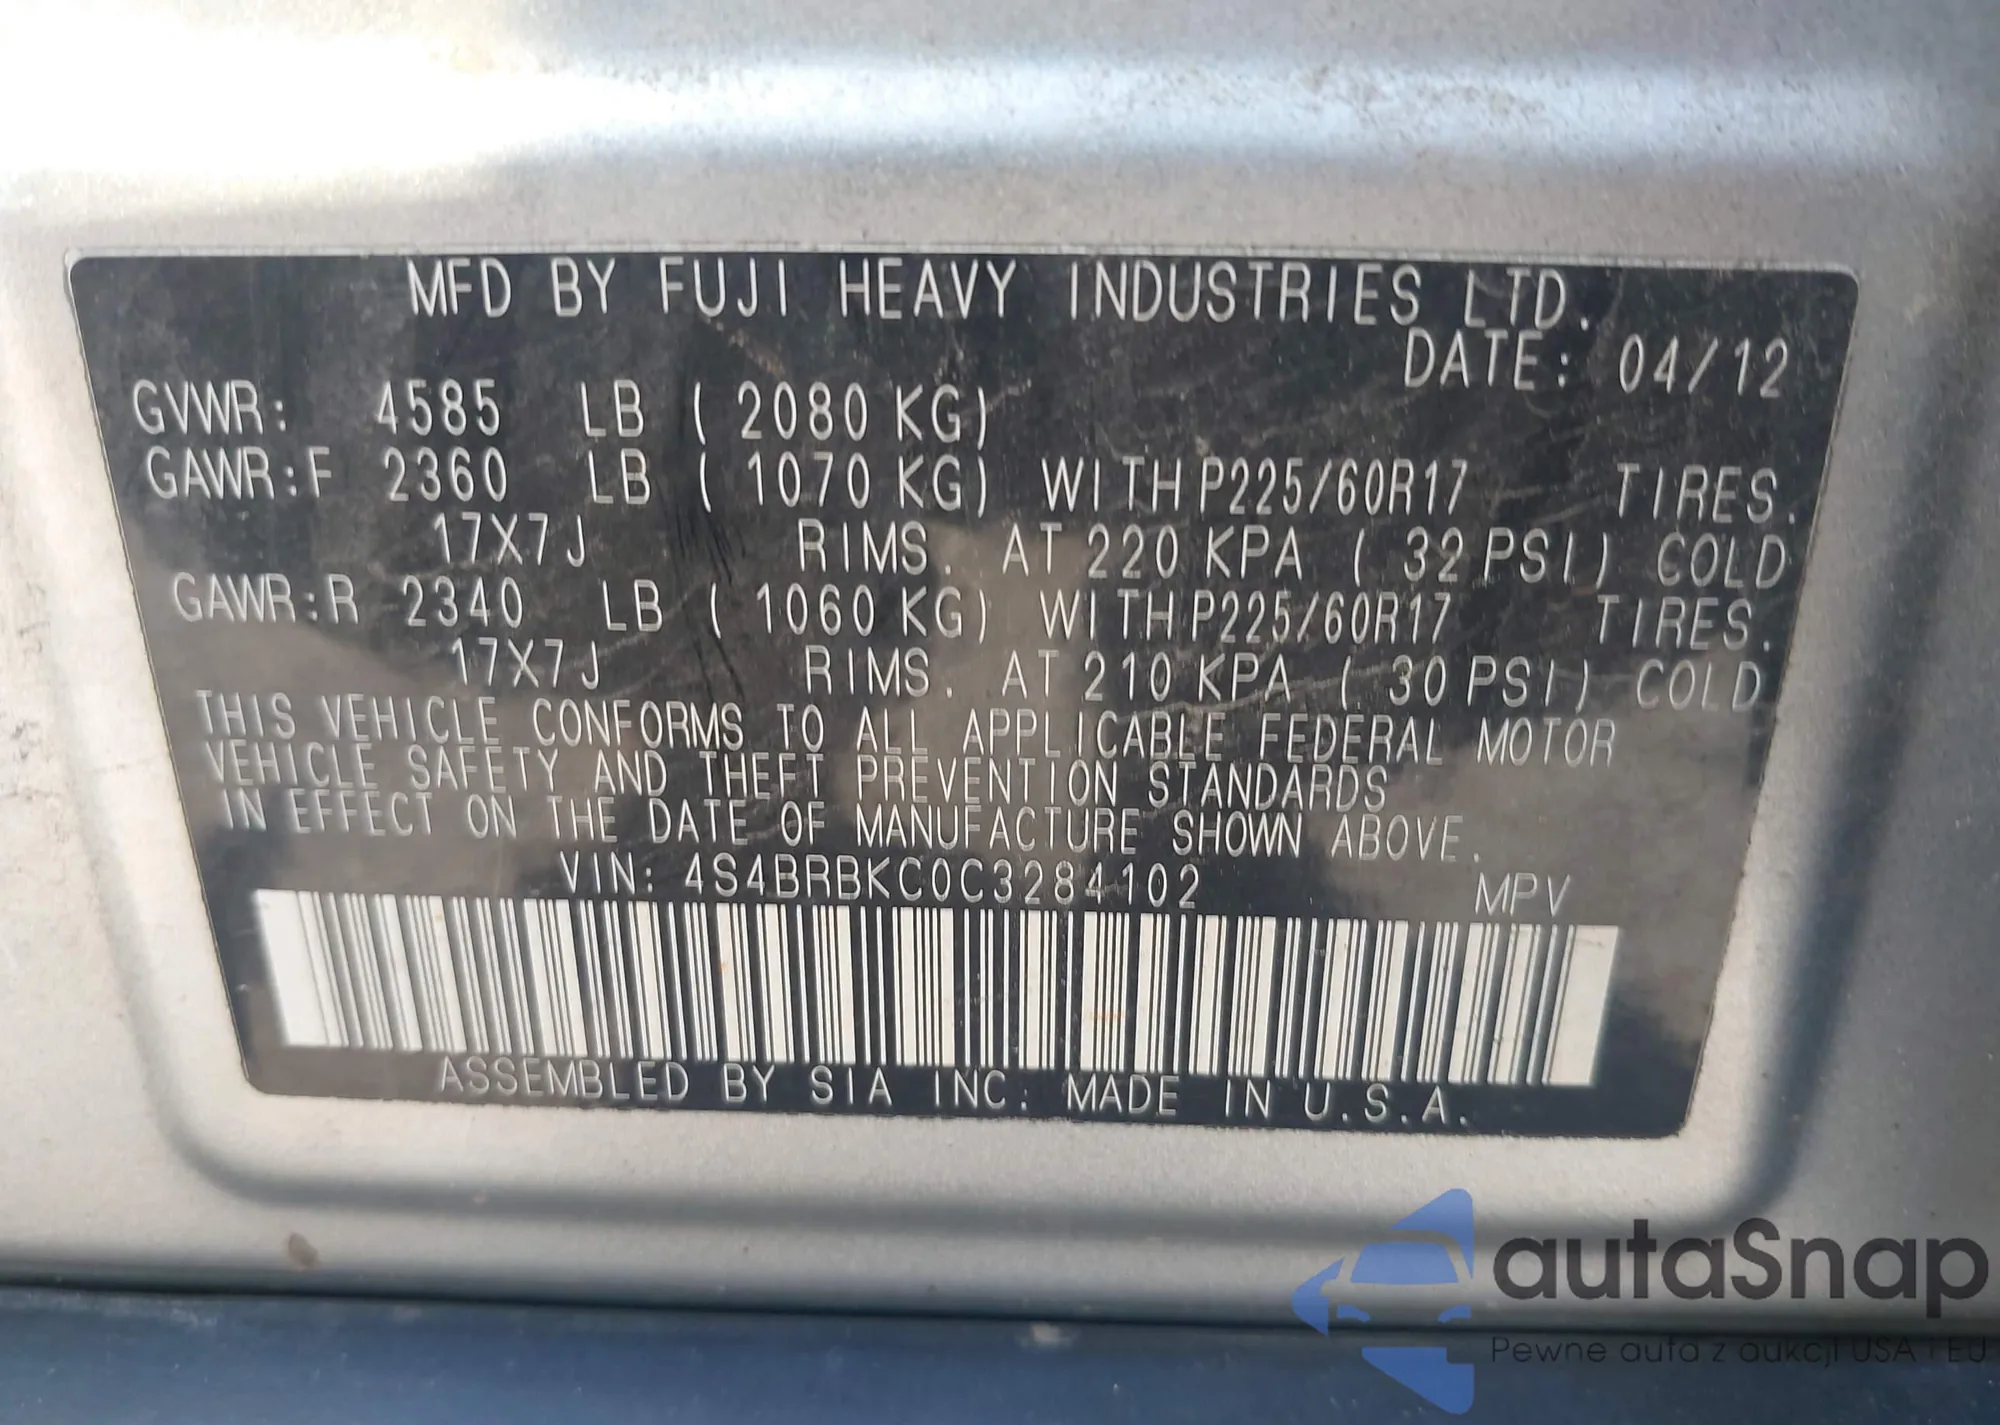 MFD BY FUJI HEAVY INDUSTRIES LTD.
DATE: 04/12
GVWR: 4585 LB ( 2080 KG)
GAWR:F 2360 LB ( 1070 KG) WITH P225/60R17 TIRES.
17X7J RIMS. AT 220 KPA ( 32 PSI) COLD
GAWR:R 2340 LB ( 1060 KG) WITH P225/60R17 TIRES.
17X7J RIMS. AT 210 KPA ( 30 PSI) COLD
THIS VEHICLE CONFORMS TO ALL APPLICABLE FEDERAL MOTOR
VEHICLE SAFETY AND THEFT PREVENTION STANDARDS
IN EFFECT ON THE DATE OF MANUFACTURE SHOWN ABOVE.
VIN: 4S4BRBKC0C3284102 MPV
ASSEMBLED BY SIA INC: MADE IN U.S.A.
autaSnap
Pewne auta z aukcji USA i EU